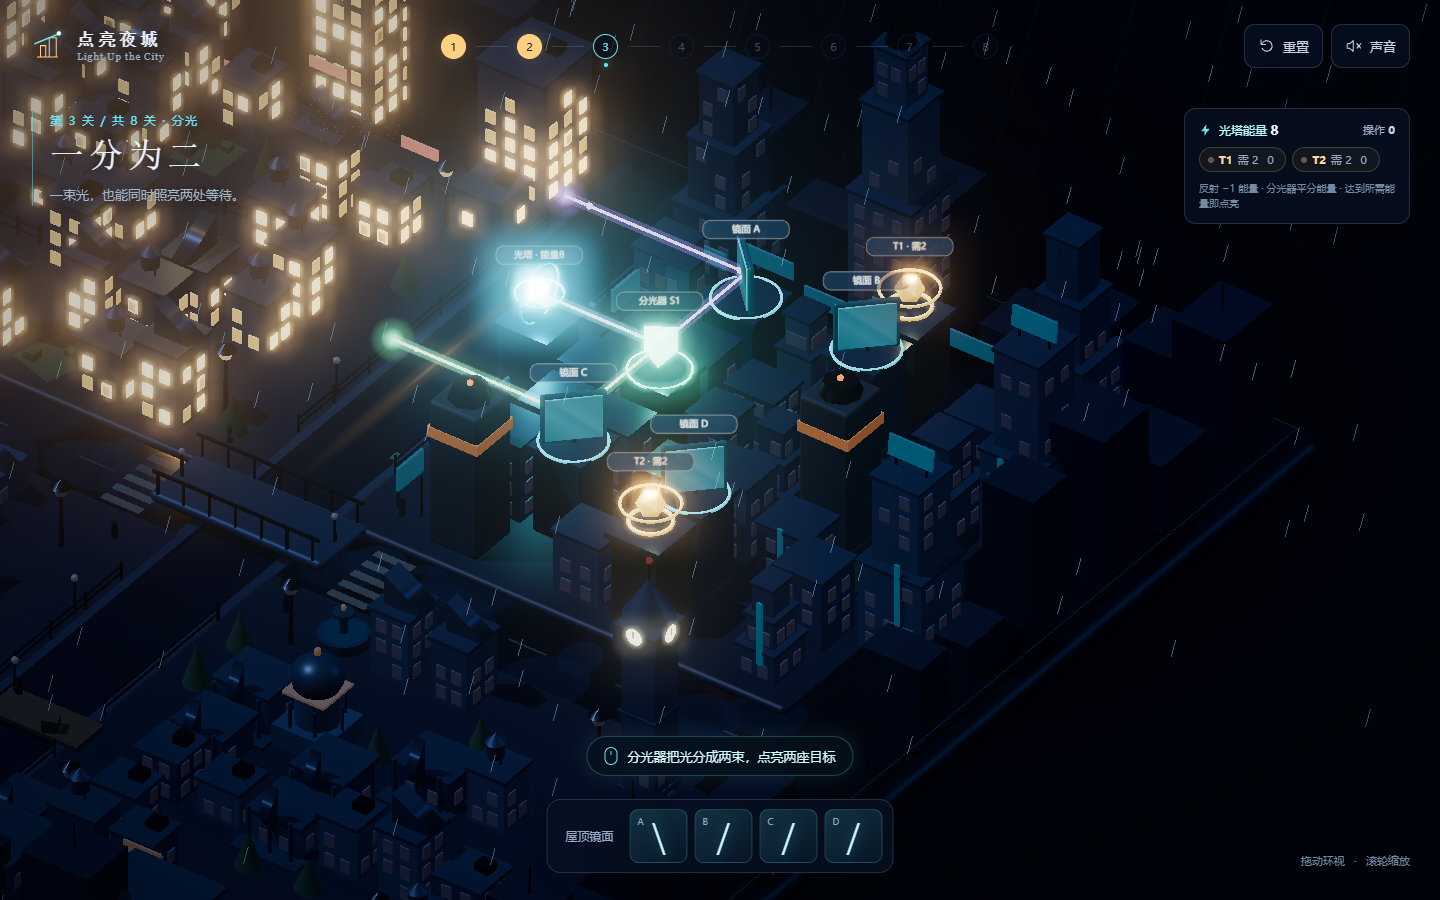 点亮夜城
Light Up the City
1
2
3
4
5
6
7
8
重置
声音
第 3 关 / 共 8 关 · 分光
一分为二
一束光，也能同时照亮两处等待。
光塔能量 8
操作 0
T1 需 2 0
T2 需 2 0
反射 −1 能量 · 分光器平分能量 · 达到所需能
量即点亮
镜面 A
T1 · 需2
光塔 · 能量8
镜面 B
分光器 S1
镜面 C
镜面 D
T2 · 需2
分光器把光分成两束，点亮两座目标
屋顶镜面
A
B
C
D
拖动环视 · 滚轮缩放